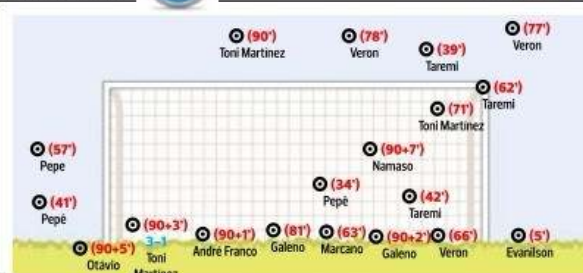 (90')
Toni Martinez
(78')
Veron
(39')
Taremi
(77')
Veron
(62')
Taremi
(71')
Toni Martinez
(57')
Pepe
(90+7')
Namaso
(34')
Pepê
(42')
Taremi
(41')
Pepê
(90+5')
Otávio
(90+3')
3-1
Toni
Martinez
(90+1')
André Franco
(81')
Galeno
(63')
Marcano
(90+2')
Galeno
(66')
Veron
(5')
Evanilson